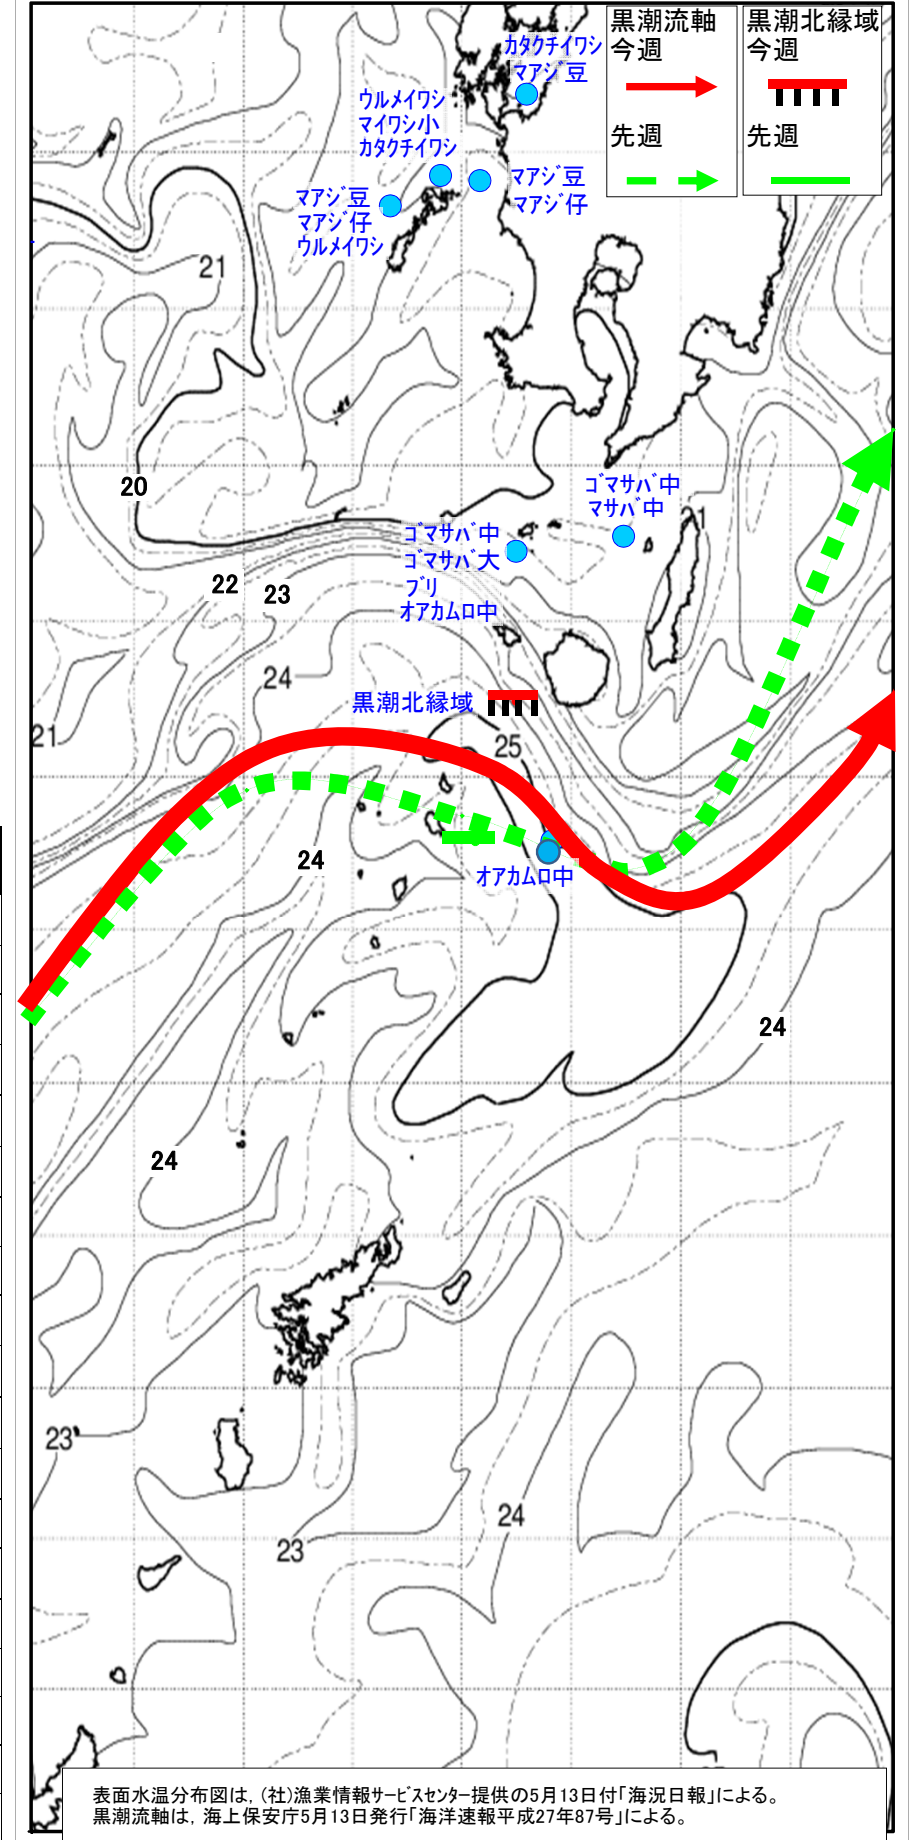 黒潮流軸
今週
先週
黒潮北縁域
今週
先週
ｶﾀｸﾁｲﾜｼ
ﾏｱｼﾞ豆
ｳﾙﾒｲﾜｼ
ﾏｲﾜｼ小
ｶﾀｸﾁｲﾜｼ
ﾏｱｼﾞ豆
ﾏｱｼﾞ仔
ﾏｱｼﾞ豆
ﾏｱｼﾞ仔
ｳﾙﾒｲﾜｼ
21
20
ｺﾞﾏｻﾊﾞ中
ﾏｻﾊﾞ中
21
ｺﾞﾏｻﾊﾞ中
ｺﾞﾏｻﾊﾞ大
ﾌﾞﾘ
ｵｱｶﾑﾛ中
22
23
24
黒潮北縁域
21
25
24
ｵｱｶﾑﾛ中
24
24
23
24
23
表面水温分布図は，(社)漁業情報ｻｰﾋﾞｽｾﾝﾀｰ提供の5月13日付｢海況日報｣による。
黒潮流軸は，海上保安庁5月13日発行｢海洋速報平成27年87号｣による。